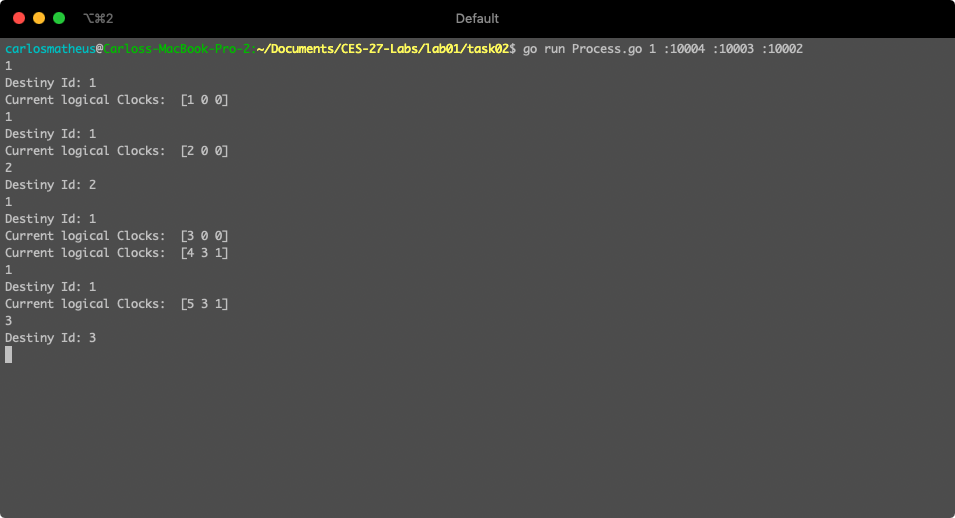 ⌥⌘2
Default
carlosmatheus@Carloss-MacBook-Pro-Z:~/Documents/CES-27-Labs/lab01/task02$ go run Process.go 1 :10004 :10003 :10002
1
Destiny Id: 1
Current logical Clocks:  [1 0 0]
1
Destiny Id: 1
Current logical Clocks:  [2 0 0]
2
Destiny Id: 2
1
Destiny Id: 1
Current logical Clocks:  [3 0 0]
Current logical Clocks:  [4 3 1]
1
Destiny Id: 1
Current logical Clocks:  [5 3 1]
3
Destiny Id: 3